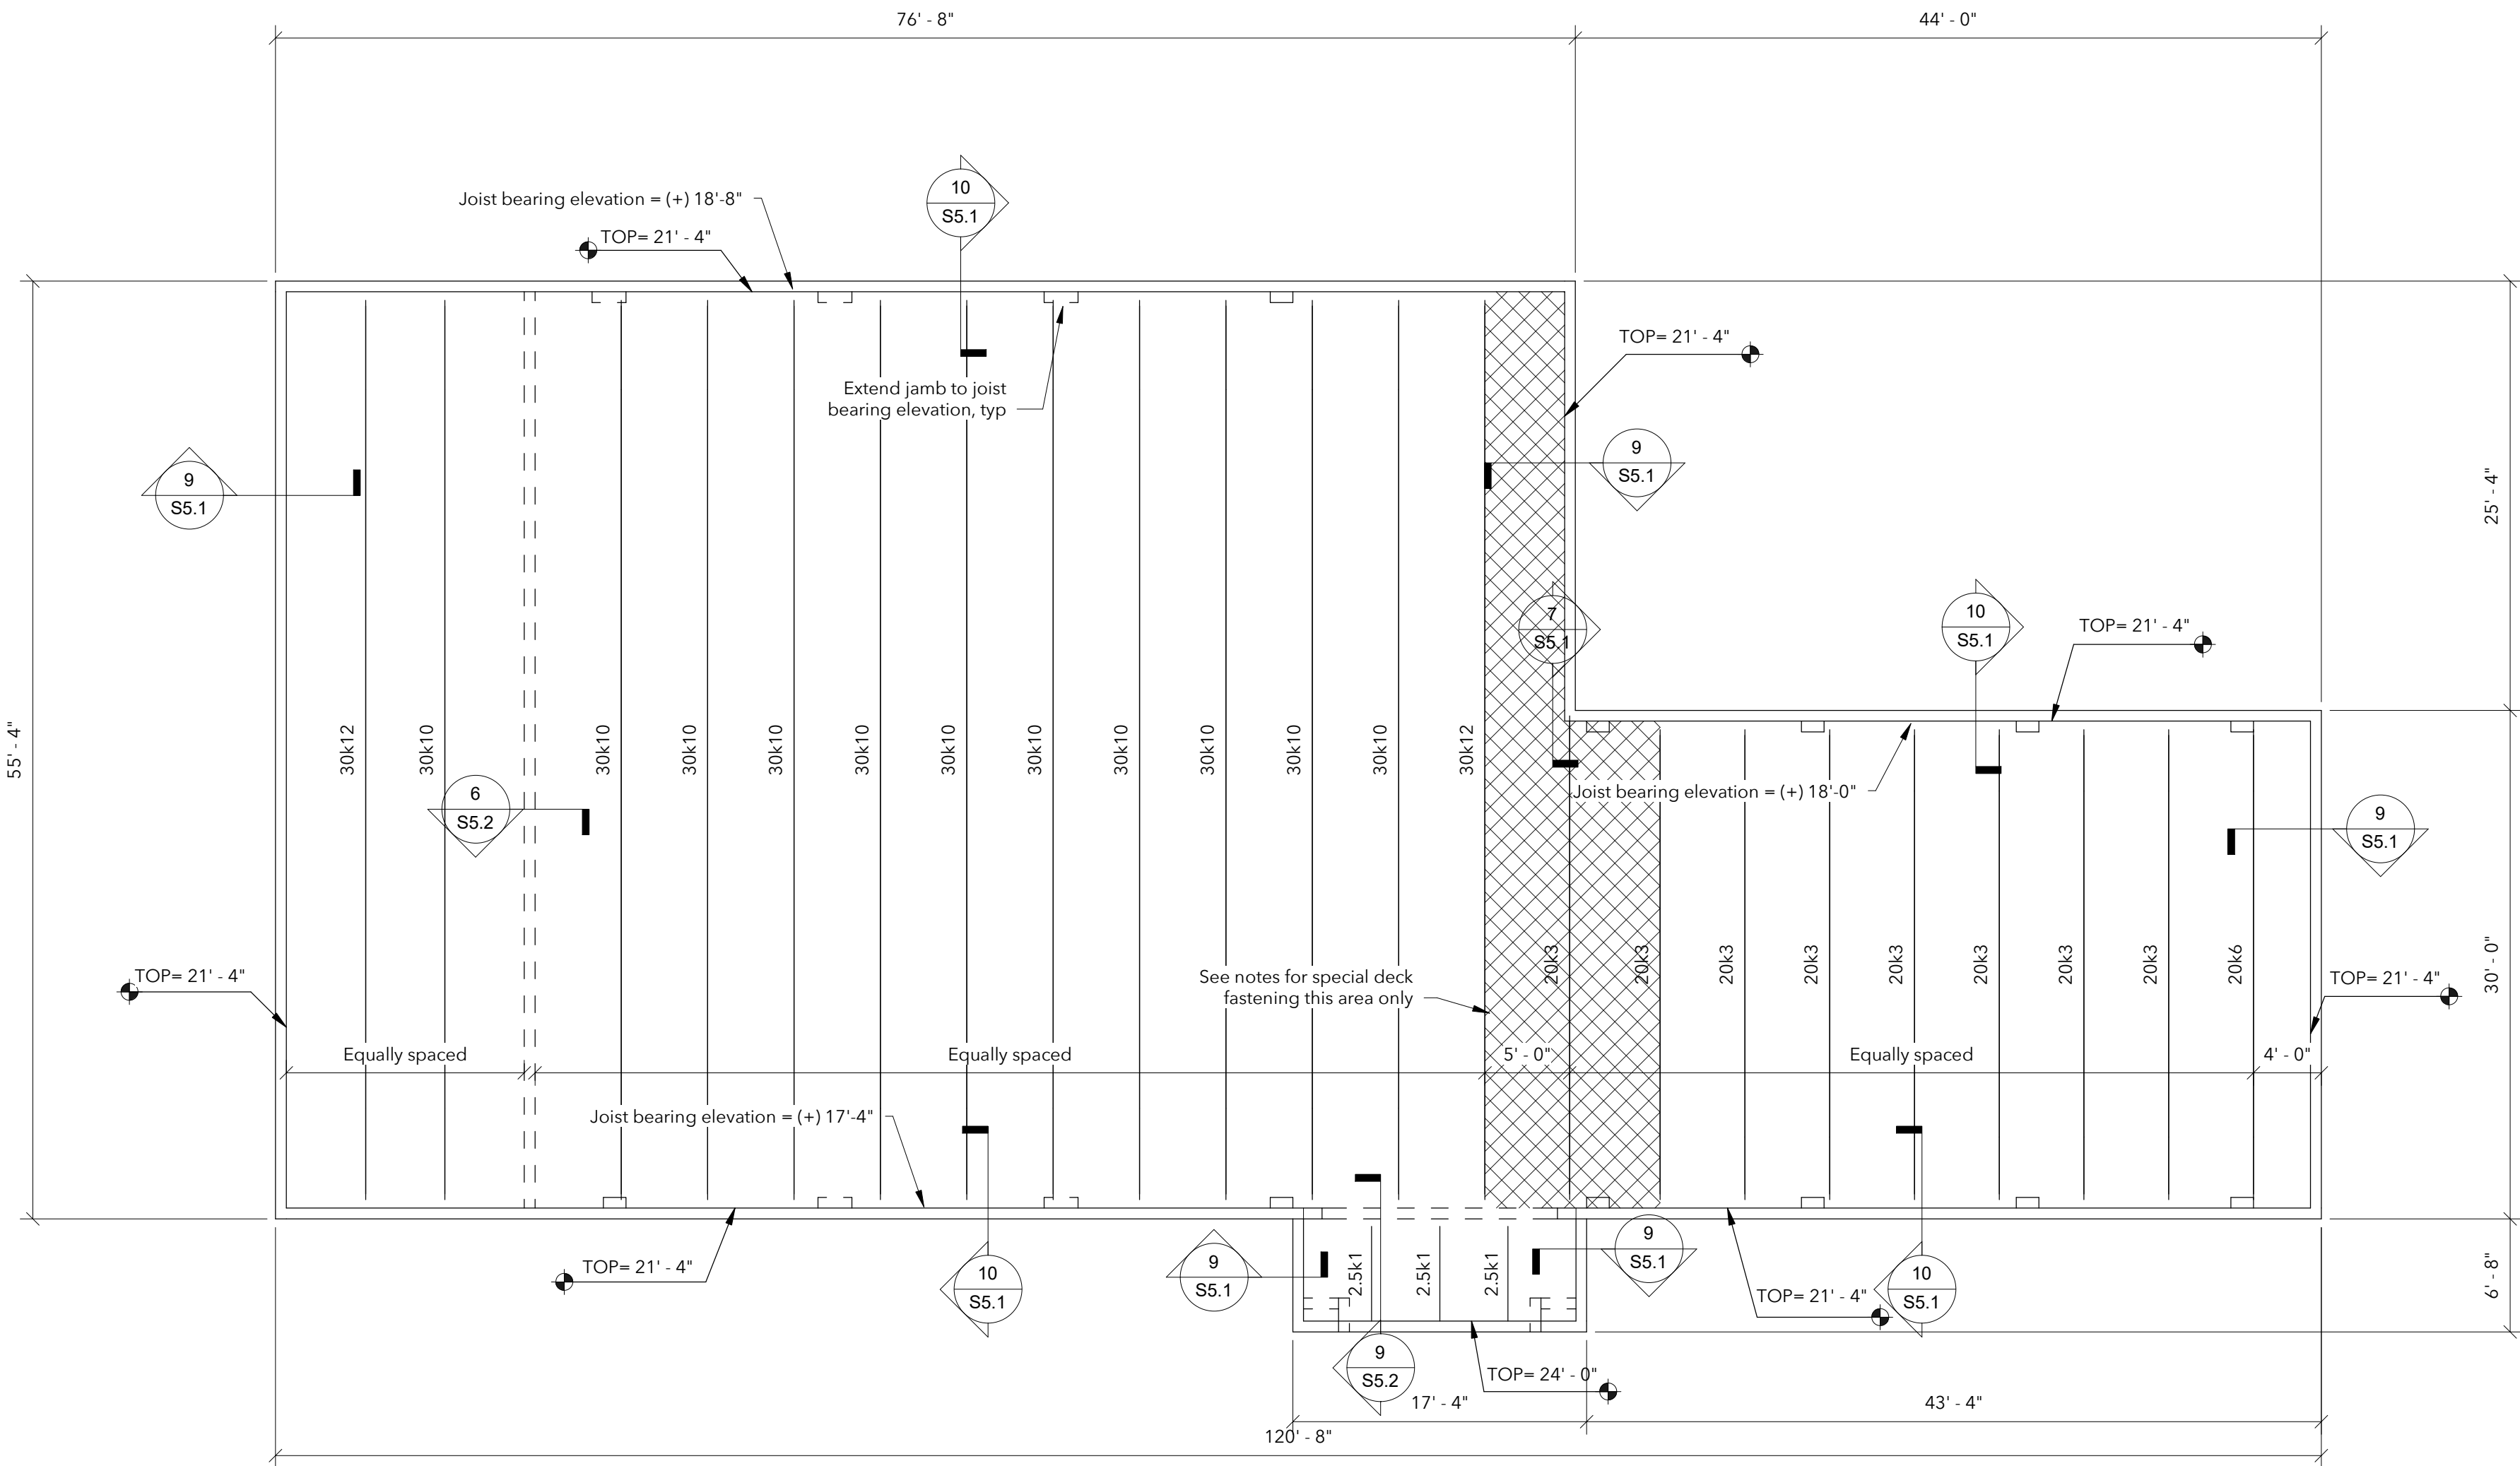 76' - 8"
44' - 0"
10
S5.1
Joist bearing elevation = (+) 18'-8"
TOP= 21' - 4"
TOP= 21' - 4"
Extend jamb to joist
bearing elevation, typ
9
S5.1
9
S5.1
25' - 4"
7
S5.1
10
S5.1
TOP= 21' - 4"
55' - 4"
30k12
30k10
30k10
30k10
30k10
30k10
30k10
30k10
30k10
30k10
30k10
30k10
30k12
Joist bearing elevation = (+) 18'-0"
6
S5.2
9
S5.1
20k3
20k3
20k3
20k3
20k3
20k3
20k3
20k3
20k6
30' - 0"
TOP= 21' - 4"
See notes for special deck
fastening this area only
TOP= 21' - 4"
Equally spaced
Equally spaced
5' - 0"
Equally spaced
4' - 0"
Joist bearing elevation = (+) 17'-4"
TOP= 21' - 4"
10
S5.1
9
S5.1
2.5k1
2.5k1
2.5k1
9
S5.1
10
S5.1
TOP= 21' - 4"
6' - 8"
9
S5.2
TOP= 24' - 0"
17' - 4"
43' - 4"
120' - 8"